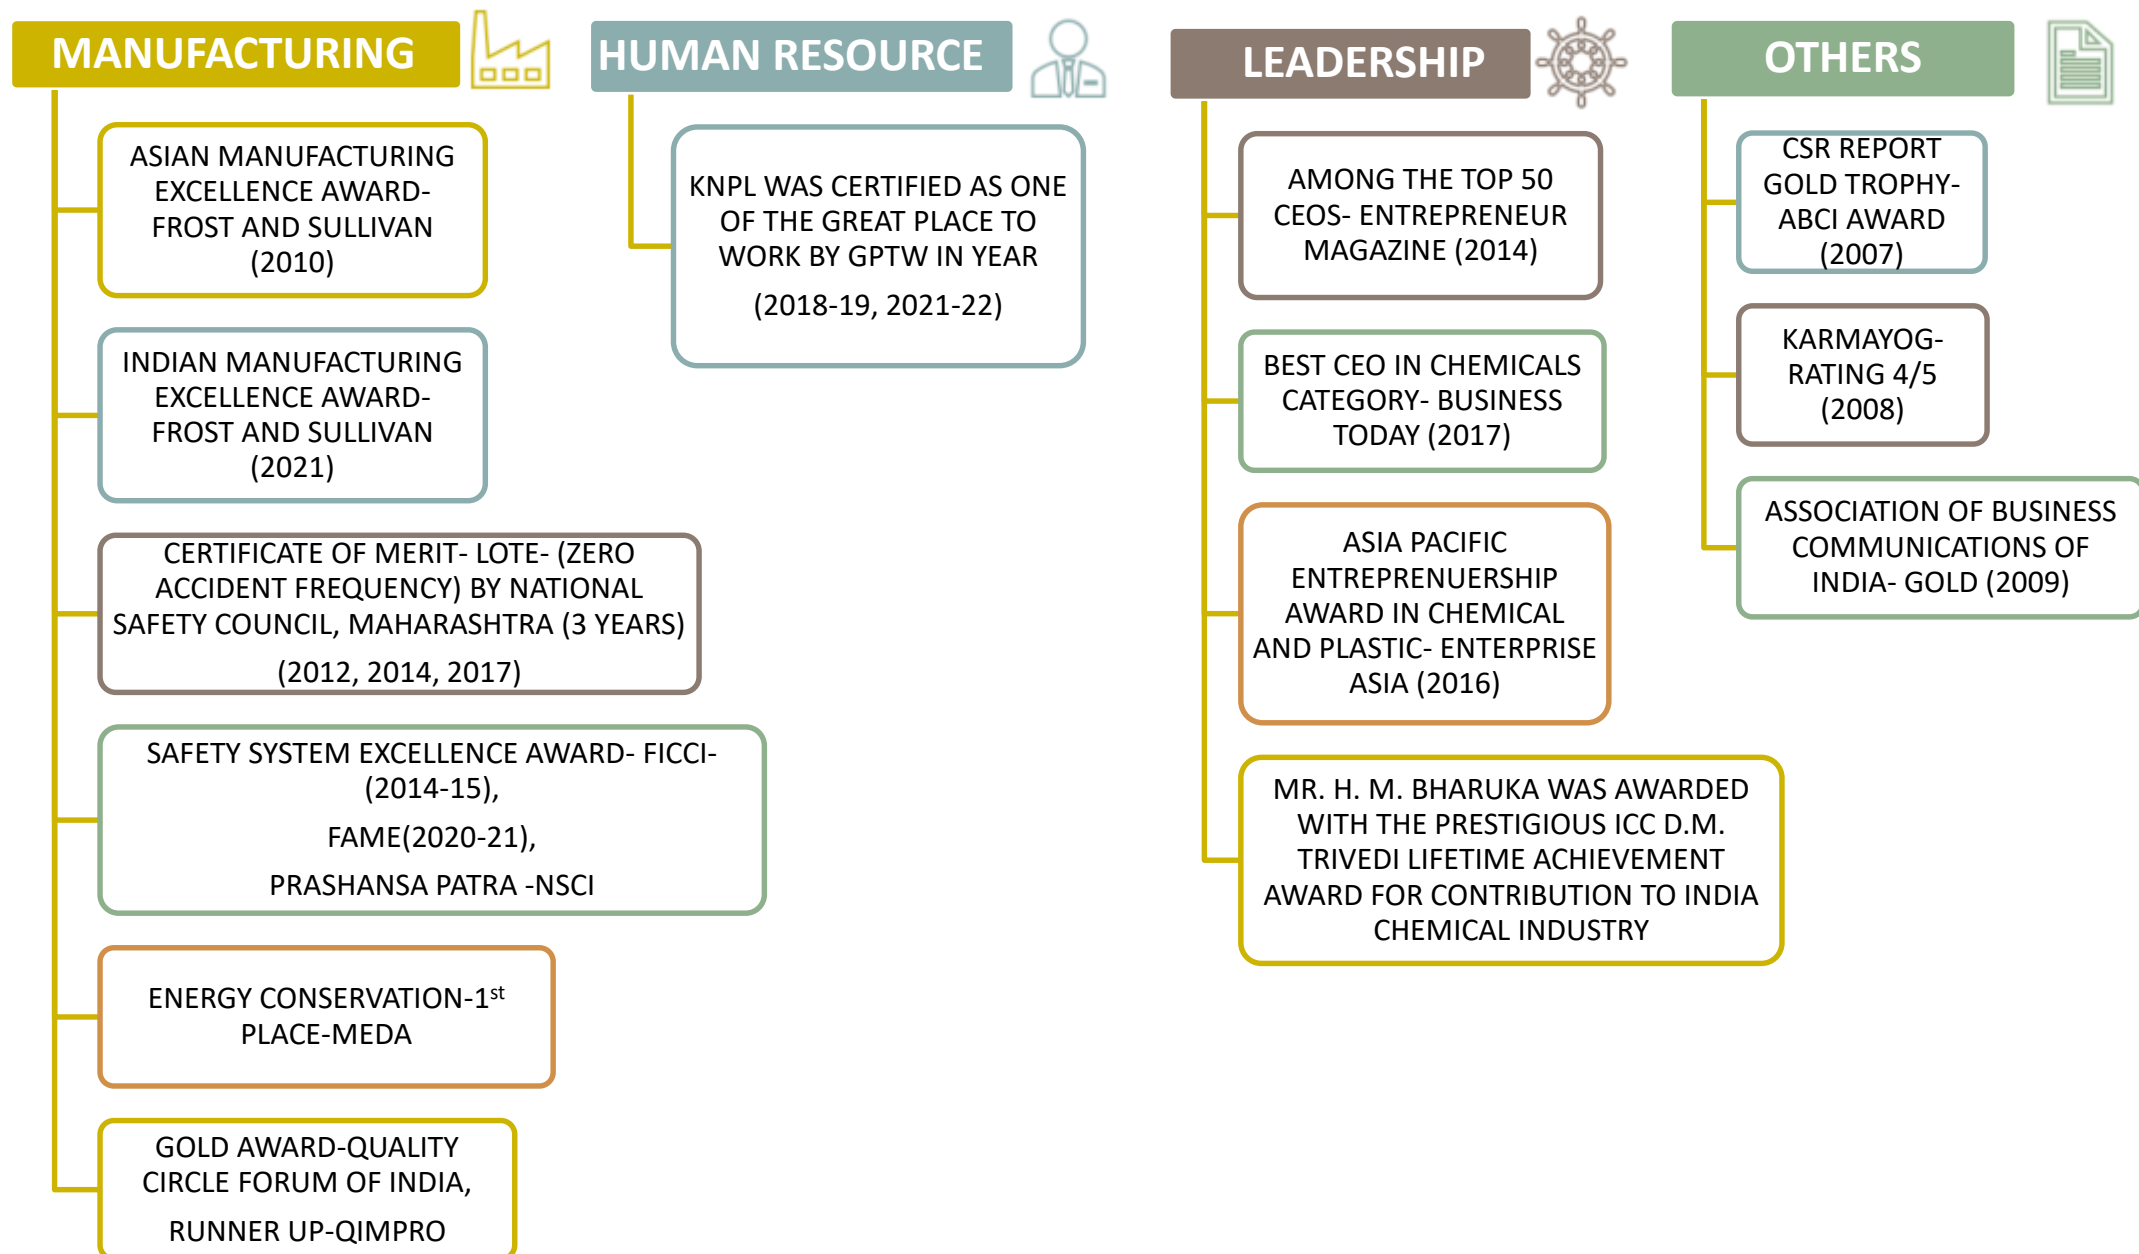 MANUFACTURING
ASIAN MANUFACTURING
EXCELLENCE AWARD-
FROST AND SULLIVAN
(2010)
INDIAN MANUFACTURING
EXCELLENCE AWARD-
FROST AND SULLIVAN
(2021)
CERTIFICATE OF MERIT- LOTE- (ZERO
ACCIDENT FREQUENCY) BY NATIONAL
SAFETY COUNCIL, MAHARASHTRA (3 YEARS)
(2012, 2014, 2017)
SAFETY SYSTEM EXCELLENCE AWARD- FICCI-
(2014-15),
FAME(2020-21),
PRASHANSA PATRA -NSCI
ENERGY CONSERVATION-1st
PLACE-MEDA
GOLD AWARD-QUALITY
CIRCLE FORUM OF INDIA,
RUNNER UP-QIMPRO
HUMAN RESOURCE
KNPL WAS CERTIFIED AS ONE
OF THE GREAT PLACE TO
WORK BY GPTW IN YEAR
(2018-19, 2021-22)
LEADERSHIP
AMONG THE TOP 50
CEOS- ENTREPRENEUR
MAGAZINE (2014)
BEST CEO IN CHEMICALS
CATEGORY- BUSINESS
TODAY (2017)
ASIA PACIFIC
ENTREPRENUERSHIP
AWARD IN CHEMICAL
AND PLASTIC- ENTERPRISE
ASIA (2016)
MR. H. M. BHARUKA WAS AWARDED
WITH THE PRESTIGIOUS ICC D.M.
TRIVEDI LIFETIME ACHIEVEMENT
AWARD FOR CONTRIBUTION TO INDIA
CHEMICAL INDUSTRY
OTHERS
CSR REPORT
GOLD TROPHY-
ABCI AWARD
(2007)
KARMAYOG-
RATING 4/5
(2008)
ASSOCIATION OF BUSINESS
COMMUNICATIONS OF
INDIA- GOLD (2009)